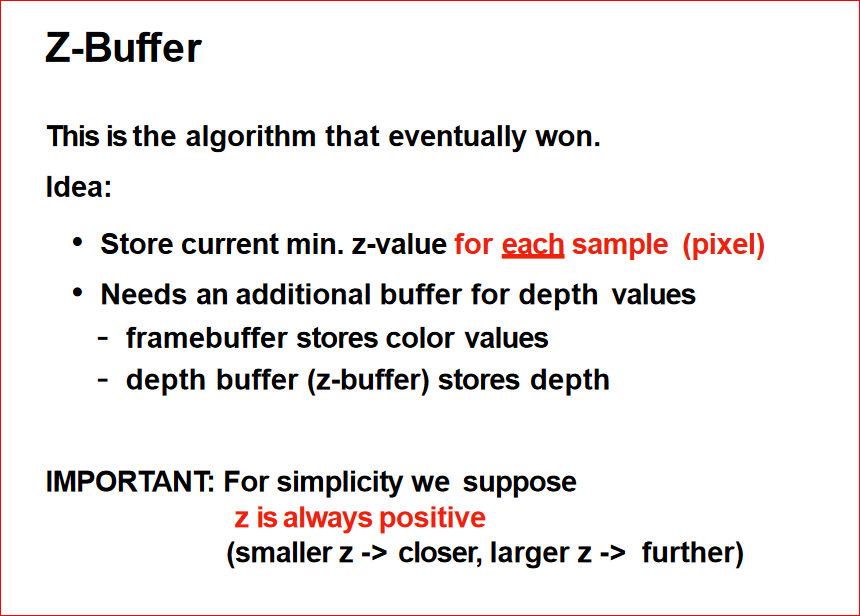 Z-Buffer
This is the algorithm that eventually won.
Idea:
• Store current min. z-value for each sample (pixel)
• Needs an additional buffer for depth values
- framebuffer stores color values
- depth buffer (z-buffer) stores depth
IMPORTANT: For simplicity we suppose
z is always positive
(smaller z -> closer, larger z -> further)